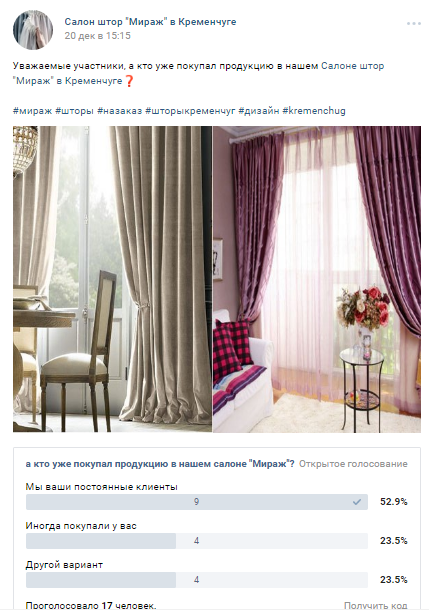 Салон штор "Мираж" в Кременчуге
20 дек в 15:15
Уважаемые участники, а кто уже покупал продукцию в нашем Салоне штор
"Мираж" в Кременчуге❓
#мираж #шторы #назаказ #шторыкременчуг #дизайн #kremenchug
а кто уже покупал продукцию в нашем салоне "Мираж"? Открытое голосование
Мы ваши постоянные клиенты
9 52.9%
Иногда покупали у вас
4 23.5%
Другой вариант
4 23.5%
Проголосовало 17 человек. Получить код